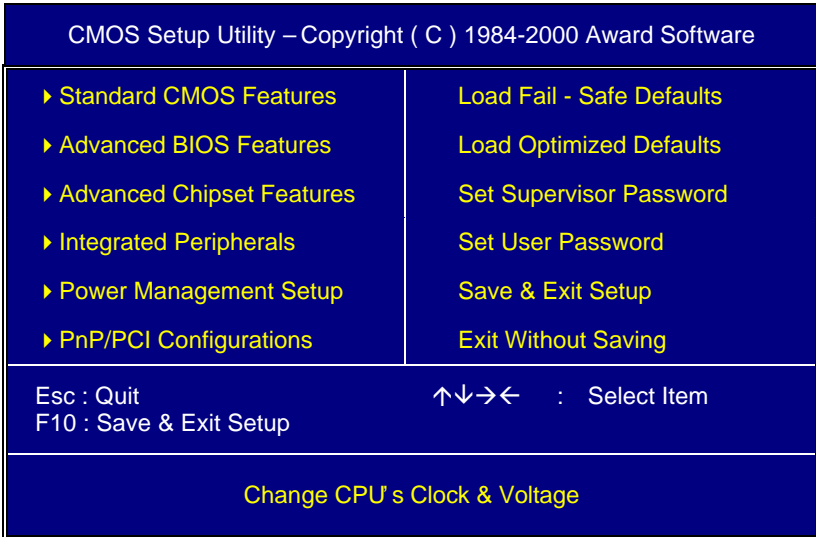 CMOS Setup Utility – Copyright ( C ) 1984-2000 Award Software
Standard CMOS Features
Advanced BIOS Features
Advanced Chipset Features
Integrated Peripherals
Power Management Setup
PnP/PCI Configurations
Load Fail - Safe Defaults
Load Optimized Defaults
Set Supervisor Password
Set User Password
Save & Exit Setup
Exit Without Saving
Esc : Quit
F10 : Save & Exit Setup
↑↓→← : Select Item
Change CPU’s Clock & Voltage